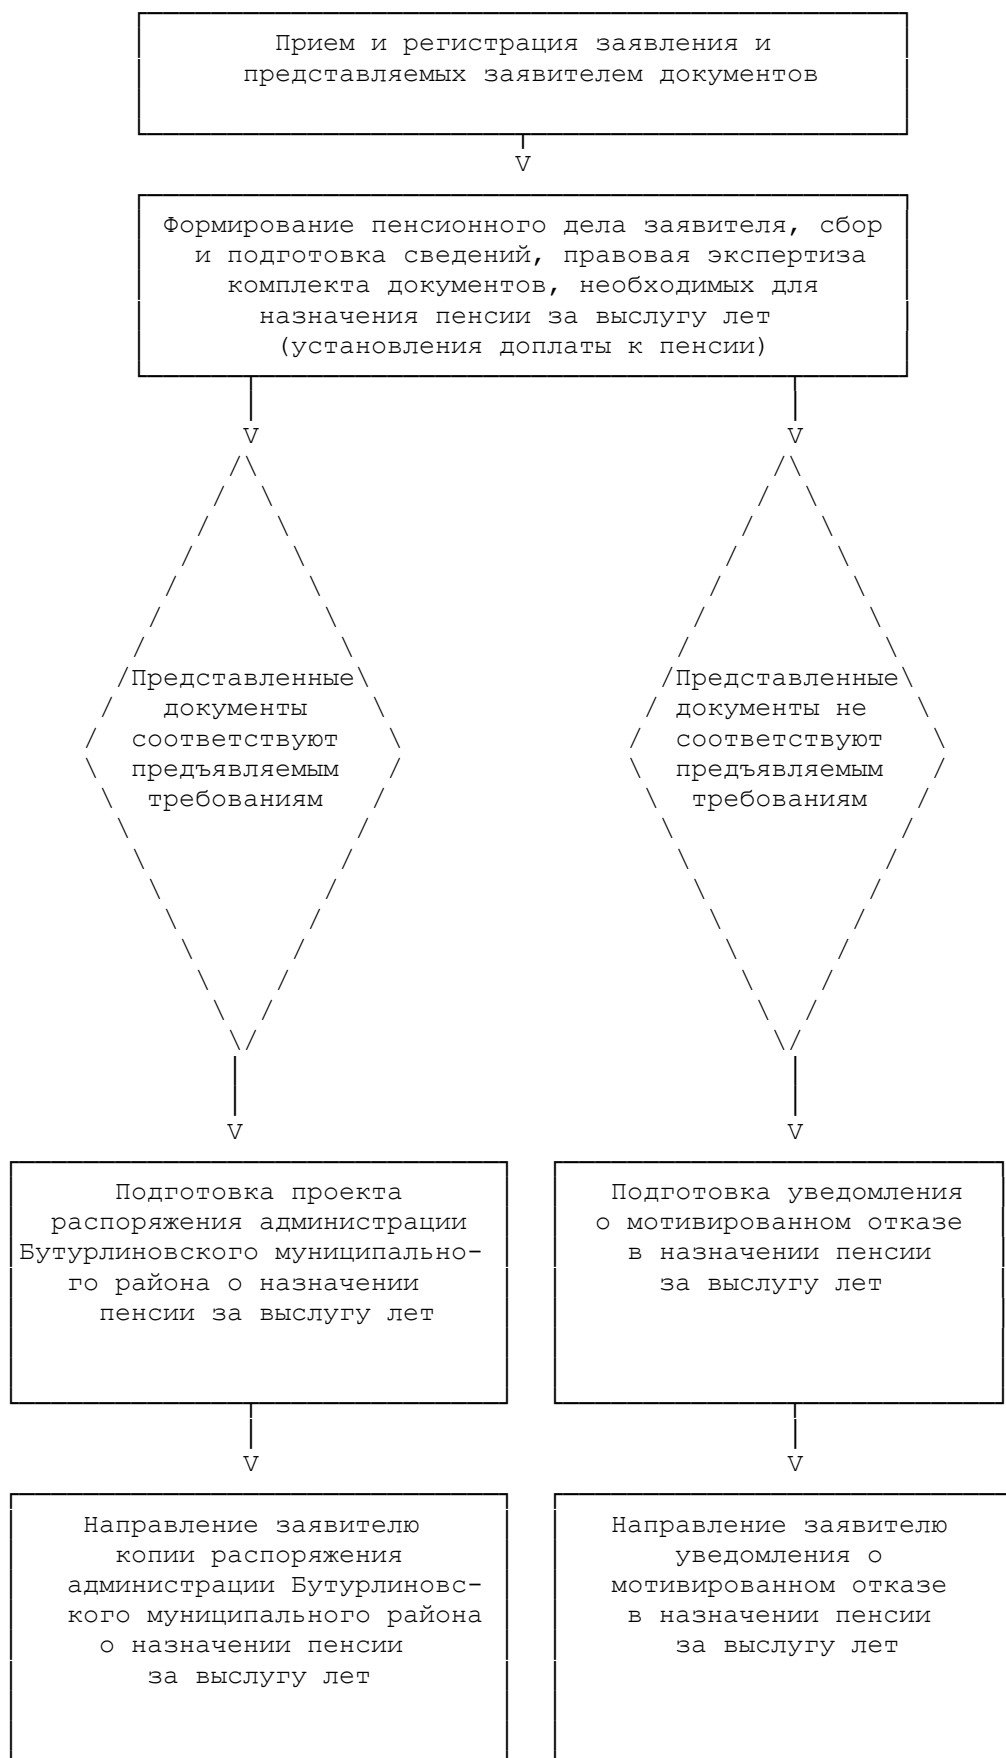 Прием и регистрация заявления и
представляемых заявителем документов
V
Формирование пенсионного дела заявителя, сбор
и подготовка сведений, правовая экспертиза
комплекта документов, необходимых для
назначения пенсии за выслугу лет
(установления доплаты к пенсии)
V
V
Представленные
документы
соответствуют
предъявляемым
требованиям
Представленные
документы не
соответствуют
предъявляемым
требованиям
V
V
Подготовка проекта
распоряжения администрации
Бутурлиновского муниципально-
го района о назначении
пенсии за выслугу лет
Подготовка уведомления
о мотивированном отказе
в назначении пенсии
за выслугу лет
V
V
Направление заявителю
копии распоряжения
администрации Бутурлиновс-
кого муниципального района
о назначении пенсии
за выслугу лет
Направление заявителю
уведомления о
мотивированном отказе
в назначении пенсии
за выслугу лет